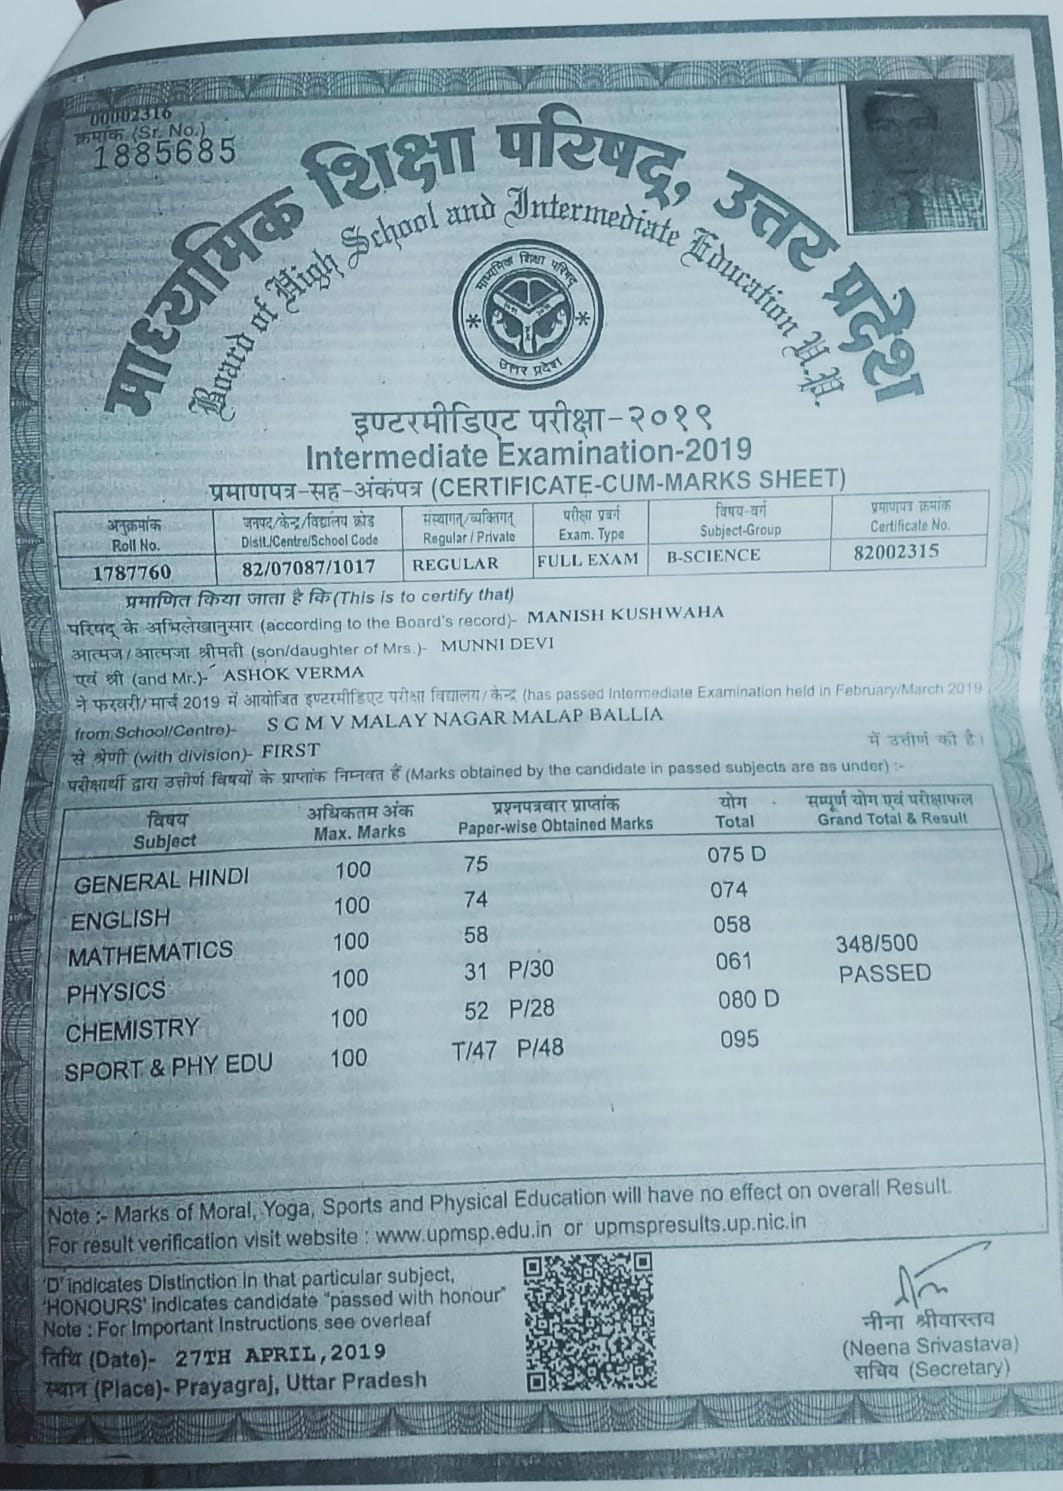 00002316
क्रमांक (Sr. No.)
1885685
माध्यमिक शिक्षा परिषद्, उत्तर प्रदेश
Board of High School and Intermediate Education U.P.
माध्यमिक शिक्षा परिषद्
उत्तर प्रदेश
इण्टरमीडिएट परीक्षा-२०१९
Intermediate Examination-2019
प्रमाणपत्र-सह-अंकपत्र (CERTIFICATE-CUM-MARKS SHEET)
अनुक्रमांक जनपद/केन्द्र/विद्यालय कोड संस्थागत्/व्यक्तिगत् परीक्षा प्रवर्ग विषय-वर्ग प्रमाणपत्र क्रमांक
Roll No. Distt./Centre/School Code Regular / Private Exam. Type Subject-Group Certificate No.
1787760 82/07087/1017 REGULAR FULL EXAM B-SCIENCE 82002315
प्रमाणित किया जाता है कि (This is to certify that)
परिषद् के अभिलेखानुसार (according to the Board's record)- MANISH KUSHWAHA
आत्मज/आत्मजा श्रीमती (son/daughter of Mrs.)- MUNNI DEVI
एवं श्री (and Mr.)- ASHOK VERMA
ने फरवरी/मार्च 2019 में आयोजित इण्टरमीडिएट परीक्षा विद्यालय/केन्द्र (has passed Intermediate Examination held in February/March 2019
from School/Centre)- S G M V MALAY NAGAR MALAP BALLIA
से श्रेणी (with division)- FIRST में उत्तीर्ण की है।
परीक्षार्थी द्वारा उत्तीर्ण विषयों के प्राप्तांक निम्नवत हैं (Marks obtained by the candidate in passed subjects are as under) :-
विषय अधिकतम अंक प्रश्नपत्रवार प्राप्तांक योग सम्पूर्ण योग एवं परीक्षाफल
Subject Max. Marks Paper-wise Obtained Marks Total Grand Total & Result
GENERAL HINDI 100 75 075 D
ENGLISH 100 74 074
MATHEMATICS 100 58 058
PHYSICS 100 31 P/30 061 348/500
CHEMISTRY 100 52 P/28 080 D PASSED
SPORT & PHY EDU 100 T/47 P/48 095
Note :- Marks of Moral, Yoga, Sports and Physical Education will have no effect on overall Result.
For result verification visit website : www.upmsp.edu.in or upmspresults.up.nic.in
'D' indicates Distinction in that particular subject,
'HONOURS' indicates candidate "passed with honour"
Note : For Important Instructions see overleaf
तिथि (Date)- 27TH APRIL, 2019
स्थान (Place)- Prayagraj, Uttar Pradesh
नीना श्रीवास्तव
(Neena Srivastava)
सचिव (Secretary)